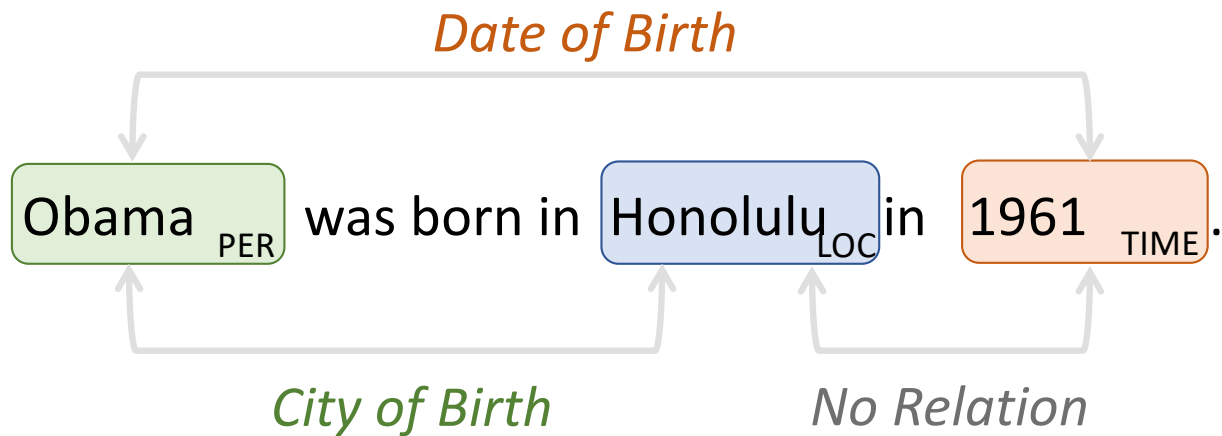 Date of Birth
Obama PER was born in Honolulu LOC in 1961 TIME .
City of Birth
No Relation